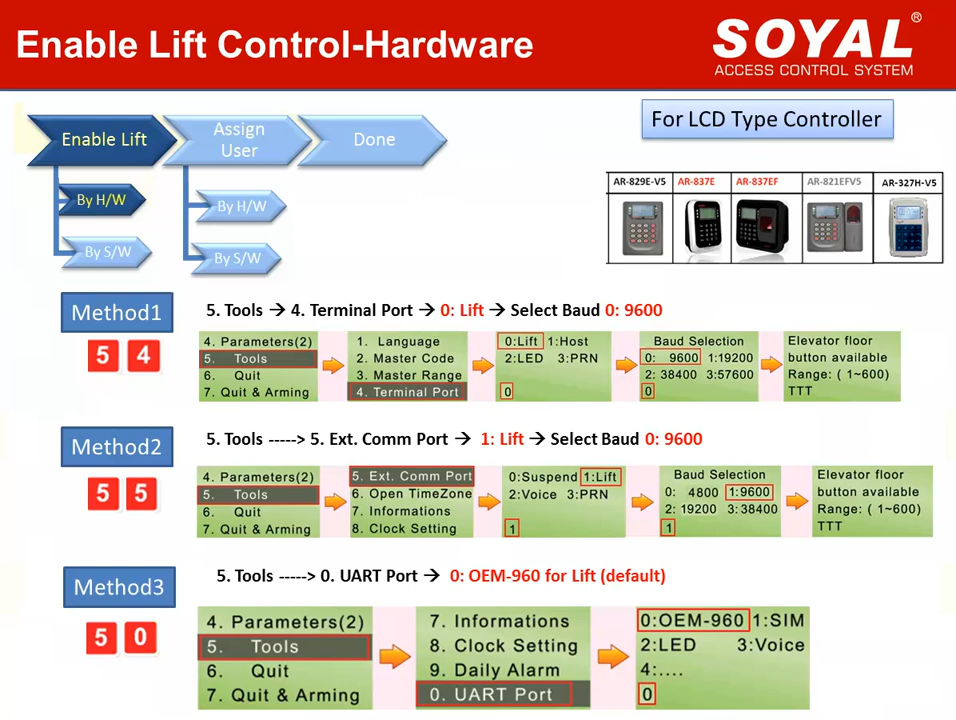 Enable Lift Control-Hardware
SOYAL®
ACCESS CONTROL SYSTEM
Enable Lift
Assign
User
Done
For LCD Type Controller
By H/W
By H/W
By S/W
By S/W
AR-829E-V5 AR-837E AR-837EF AR-821EFV5 AR-327H-V5
Method1
5 4
5. Tools → 4. Terminal Port → 0: Lift → Select Baud 0: 9600
4. Parameters(2)
5. Tools
6. Quit
7. Quit & Arming
1. Language
2. Master Code
3. Master Range
4. Terminal Port
0:Lift 1:Host
2:LED 3:PRN
0
Baud Selection
0: 9600 1:19200
2: 38400 3:57600
0
Elevator floor
button available
Range: ( 1~600)
TTT
Method2
5 5
5. Tools -----> 5. Ext. Comm Port → 1: Lift → Select Baud 0: 9600
4. Parameters(2)
5. Tools
6. Quit
7. Quit & Arming
5. Ext. Comm Port
6. Open TimeZone
7. Informations
8. Clock Setting
0:Suspend 1:Lift
2:Voice 3:PRN
1
Baud Selection
0: 4800 1:9600
2: 19200 3:38400
1
Elevator floor
button available
Range: ( 1~600)
TTT
Method3
5 0
5. Tools -----> 0. UART Port → 0: OEM-960 for Lift (default)
4. Parameters(2)
5. Tools
6. Quit
7. Quit & Arming
7. Informations
8. Clock Setting
9. Daily Alarm
0. UART Port
0:OEM-960 1:SIM
2:LED 3:Voice
4:....
0